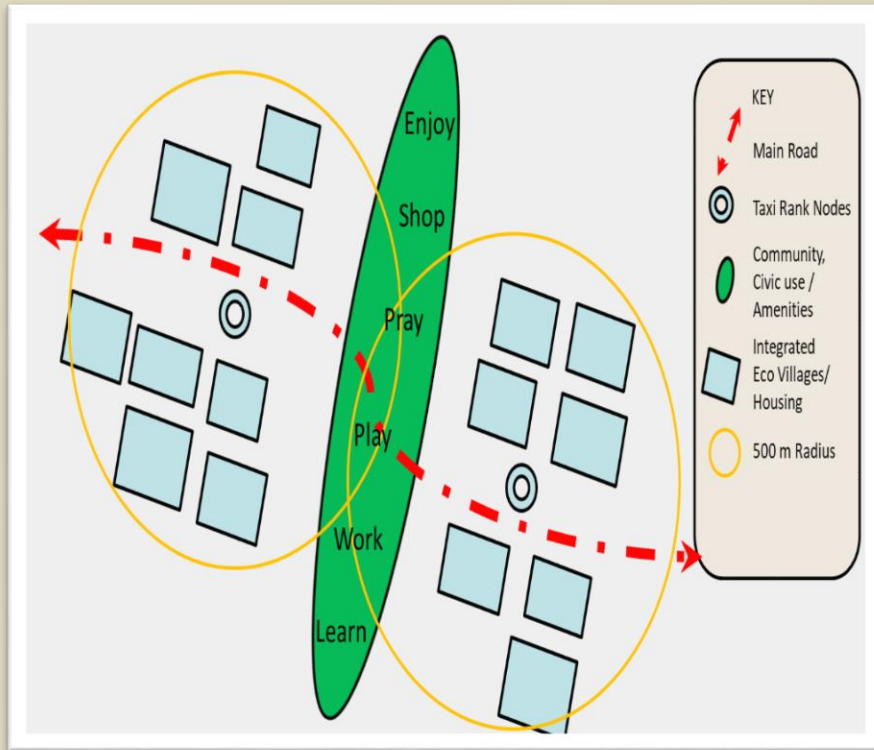 Enjoy
Shop
Pray
Play
Work
Learn
KEY
Main Road
Taxi Rank Nodes
Community,
Civic use /
Amenities
Integrated
Eco Villages/
Housing
500 m Radius